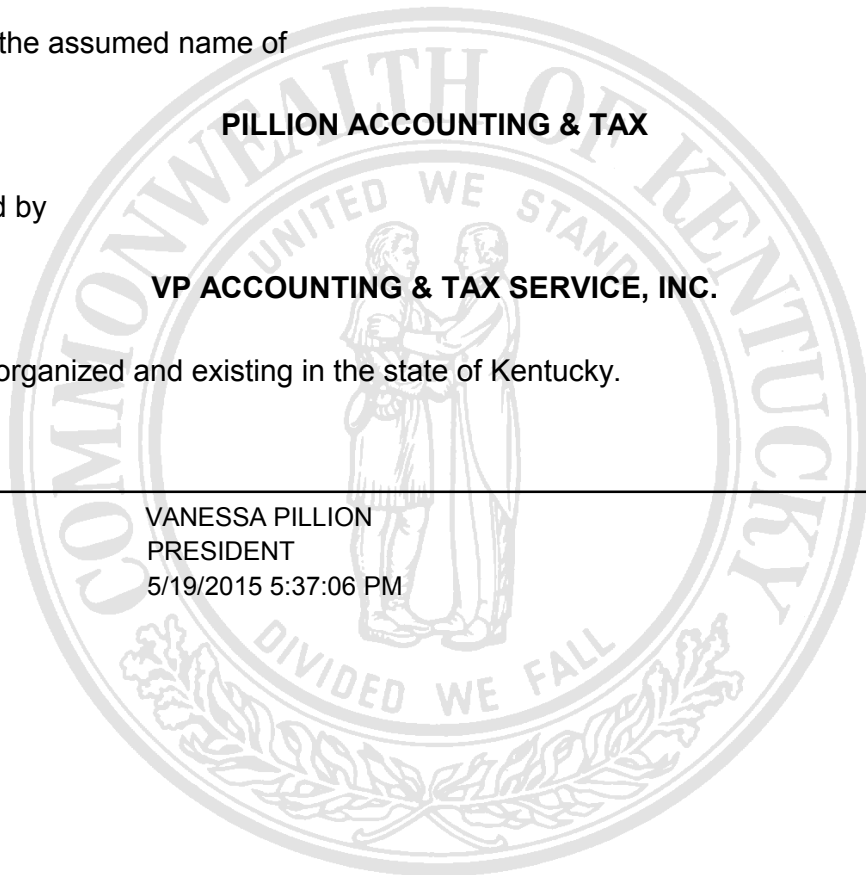 the assumed name of
PILLION ACCOUNTING & TAX
d by
VP ACCOUNTING & TAX SERVICE, INC.
organized and existing in the state of Kentucky.
VANESSA PILLION
PRESIDENT
5/19/2015 5:37:06 PM
COMMONWEALTH OF KENTUCKY
UNITED WE STAND
DIVIDED WE FALL